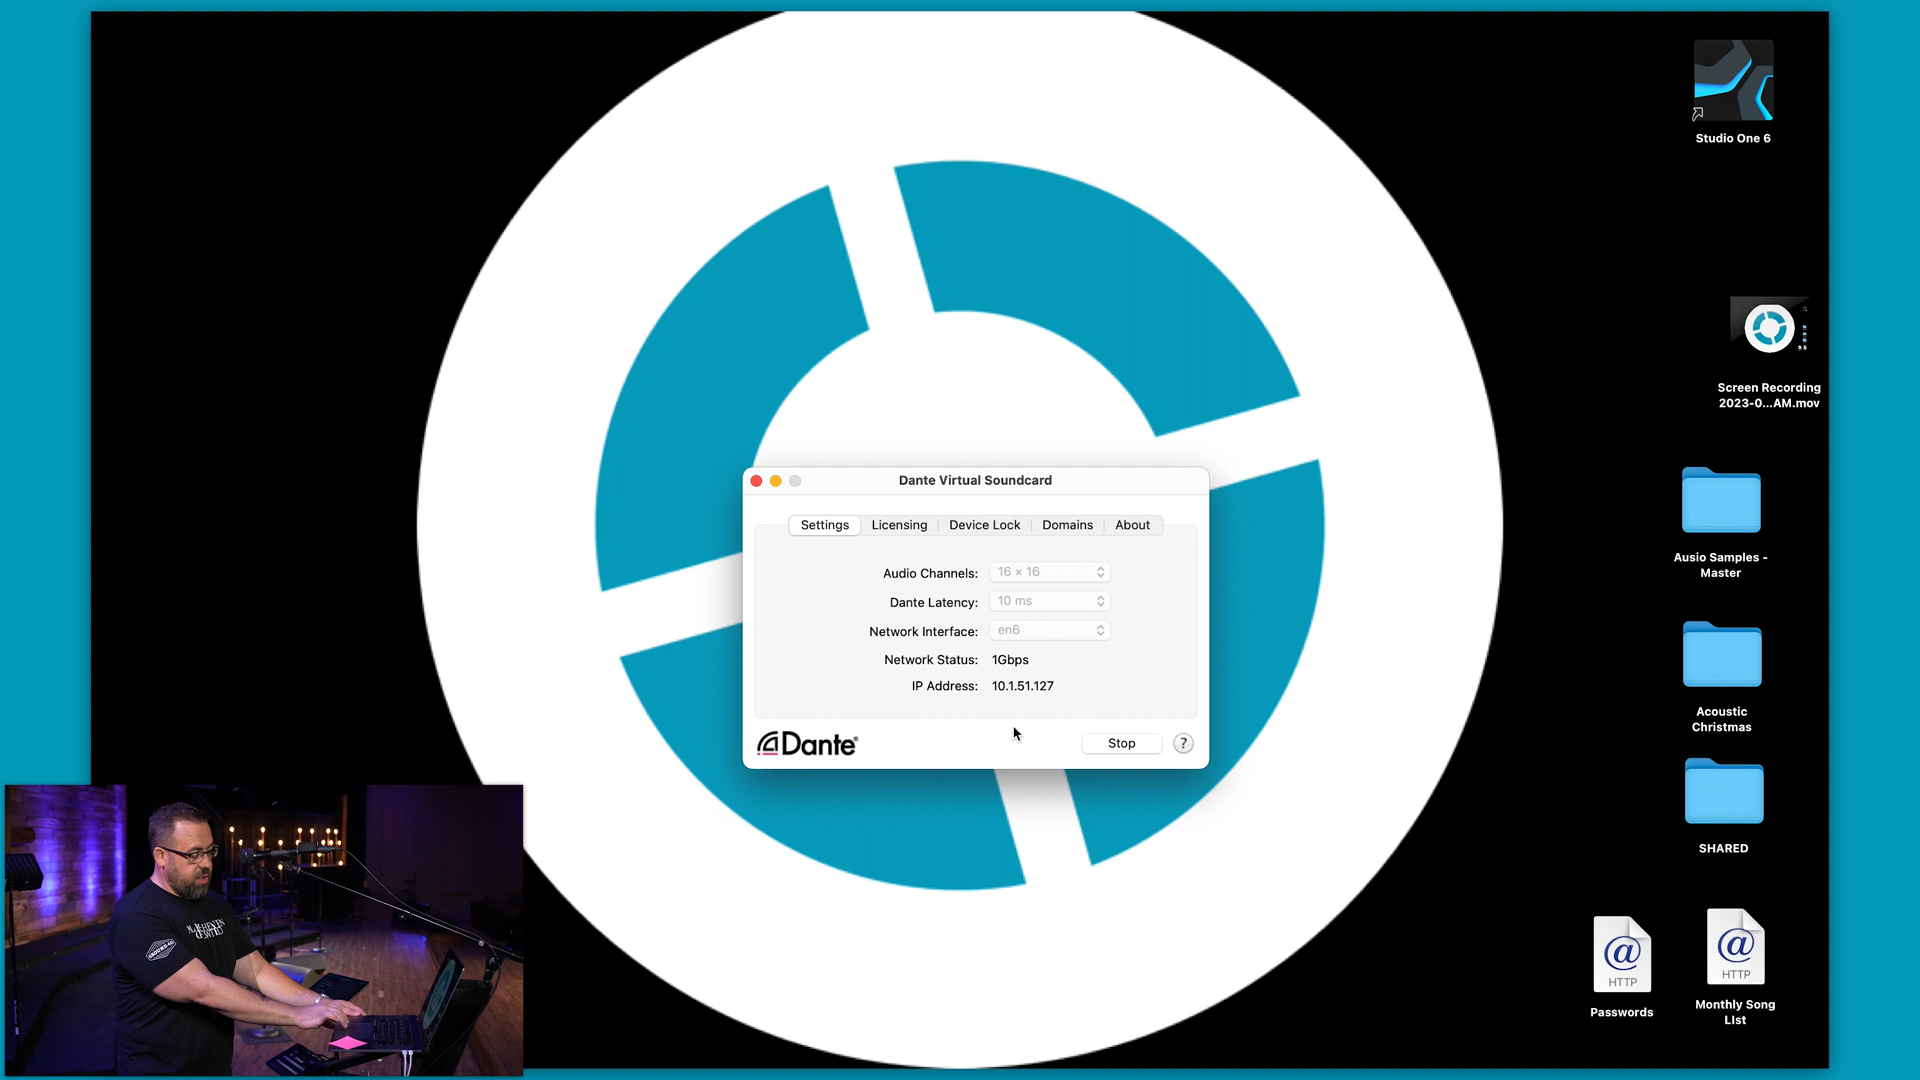 Studio One 6
Screen Recording
2023-0...AM.mov
Dante Virtual Soundcard
Settings
Licensing
Device Lock
Domains
About
Audio Channels: 16 × 16
Dante Latency: 10 ms
Network Interface: en6
Network Status: 1Gbps
IP Address: 10.1.51.127
Dante®
Stop
?
Ausio Samples -
Master
Acoustic
Christmas
SHARED
@
HTTP
Passwords
@
HTTP
Monthly Song
LIst